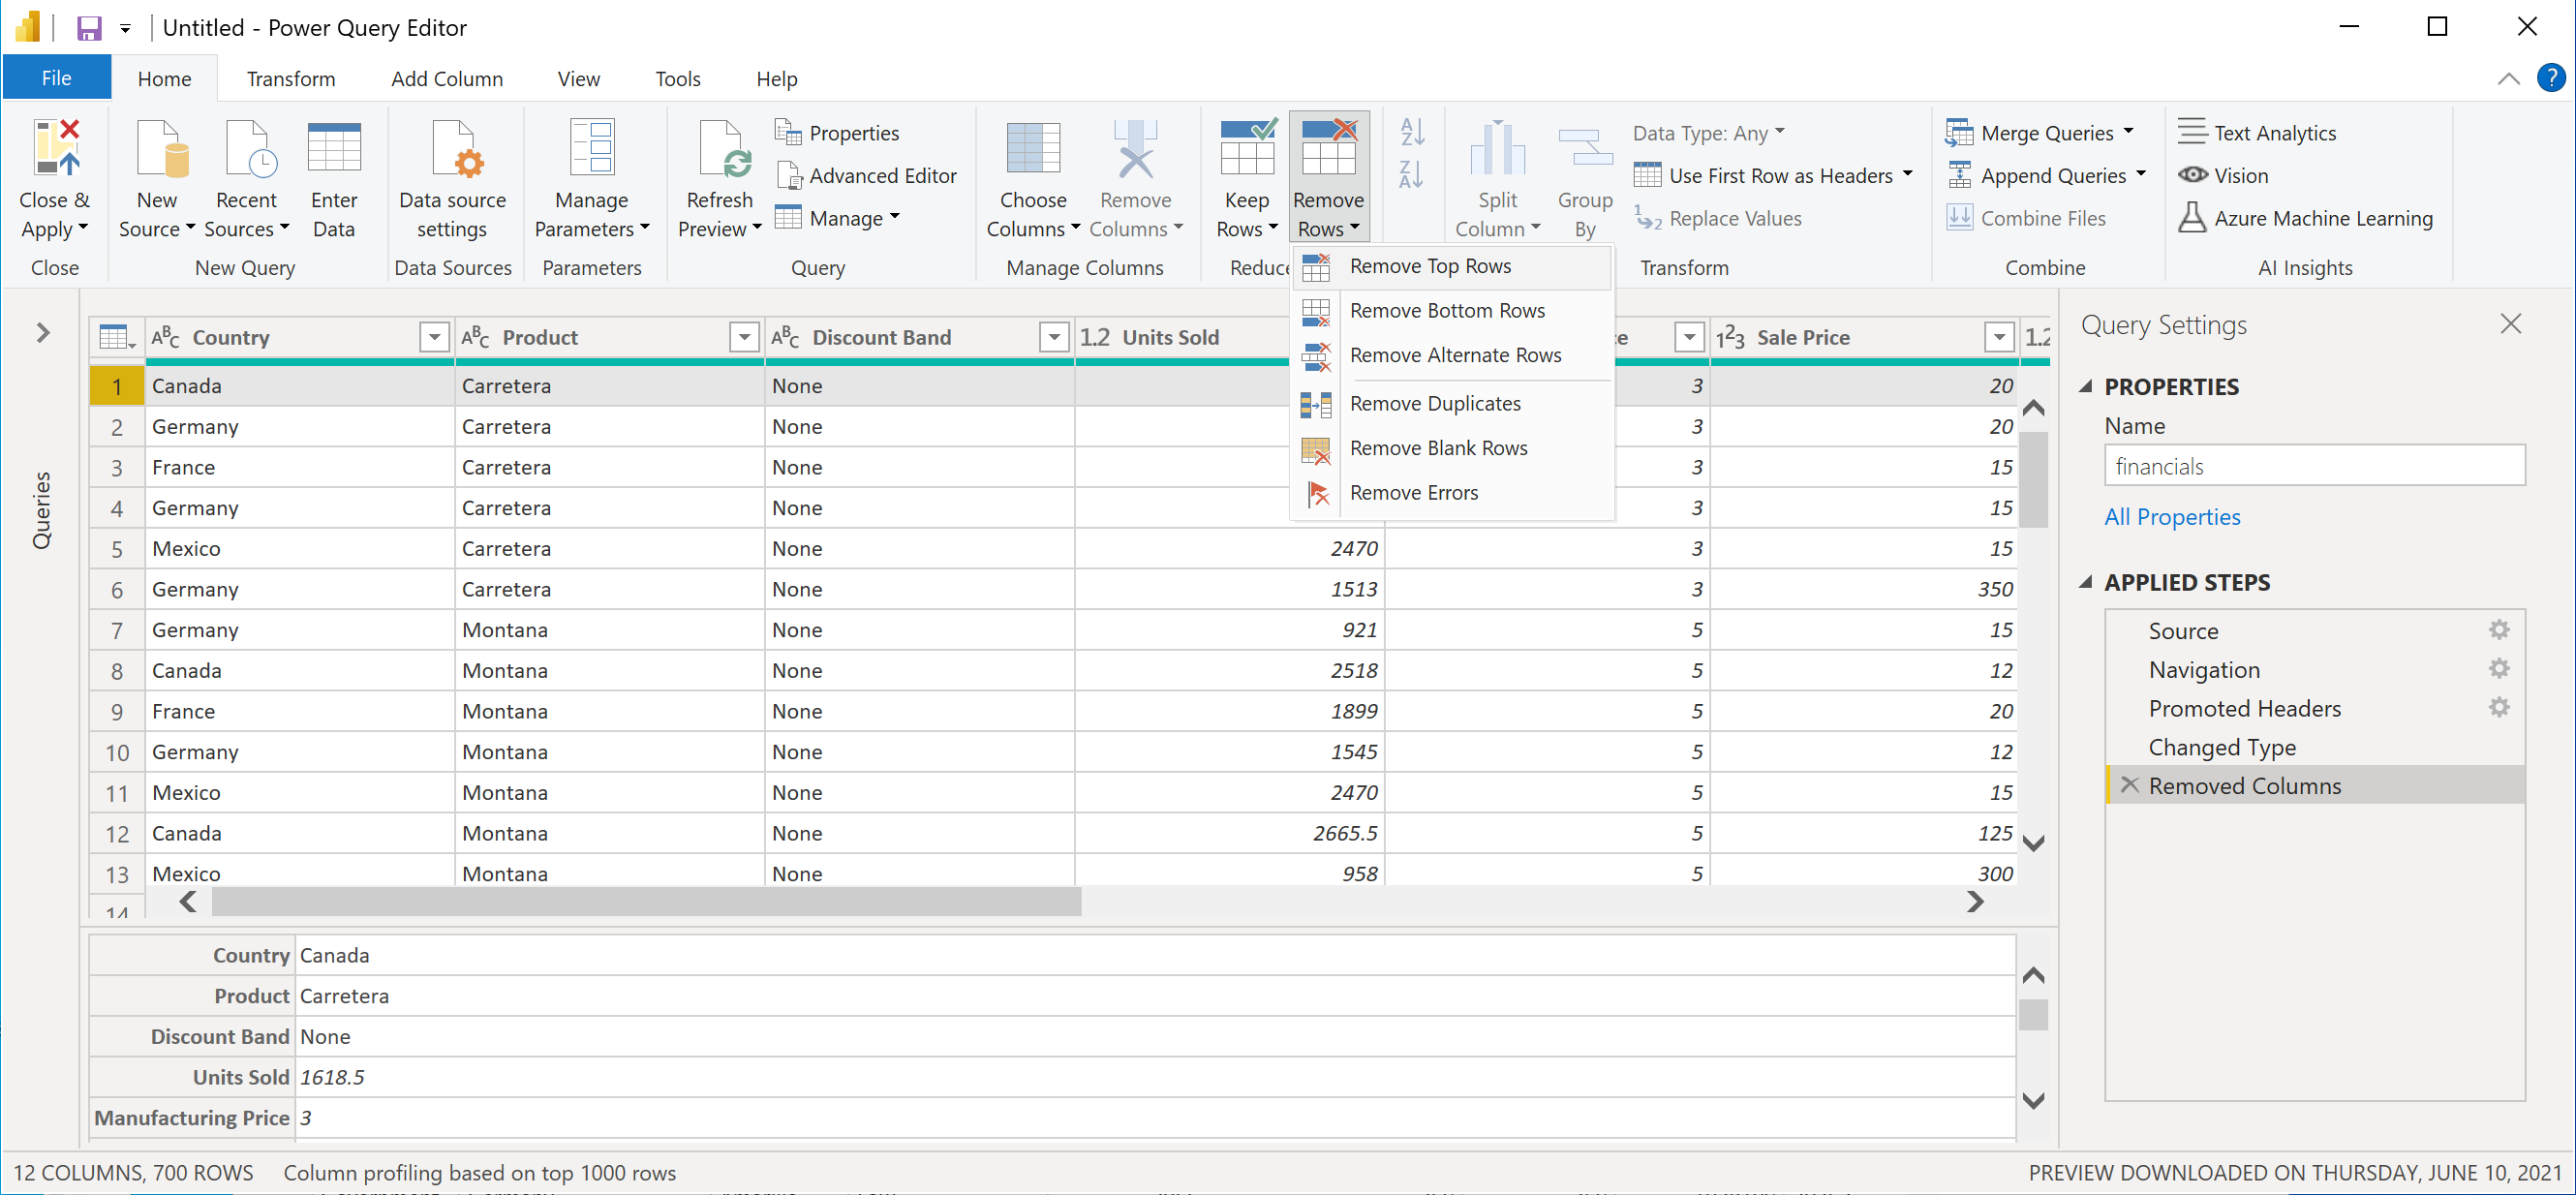 Untitled - Power Query Editor
File Home Transform Add Column View Tools Help
Close & Apply
New Source
Recent Sources
Enter Data
Data source settings
Manage Parameters
Refresh Preview
Properties
Advanced Editor
Manage
Choose Columns
Remove Columns
Keep Rows
Remove Rows
Split Column
Group By
Data Type: Any
Use First Row as Headers
Replace Values
Merge Queries
Append Queries
Combine Files
Text Analytics
Vision
Azure Machine Learning
Close New Query Data Sources Parameters Query Manage Columns Reduc Transform Combine AI Insights
Remove Top Rows
Remove Bottom Rows
Remove Alternate Rows
Remove Duplicates
Remove Blank Rows
Remove Errors
Queries
ABC Country ABC Product ABC Discount Band 1.2 Units Sold e 123 Sale Price 1.2
1 Canada Carretera None 3 20
2 Germany Carretera None 3 20
3 France Carretera None 3 15
4 Germany Carretera None 3 15
5 Mexico Carretera None 2470 3 15
6 Germany Carretera None 1513 3 350
7 Germany Montana None 921 5 15
8 Canada Montana None 2518 5 12
9 France Montana None 1899 5 20
10 Germany Montana None 1545 5 12
11 Mexico Montana None 2470 5 15
12 Canada Montana None 2665.5 5 125
13 Mexico Montana None 958 5 300
14
Country Canada
Product Carretera
Discount Band None
Units Sold 1618.5
Manufacturing Price 3
Query Settings
PROPERTIES
Name
financials
All Properties
APPLIED STEPS
Source
Navigation
Promoted Headers
Changed Type
Removed Columns
12 COLUMNS, 700 ROWS Column profiling based on top 1000 rows PREVIEW DOWNLOADED ON THURSDAY, JUNE 10, 2021